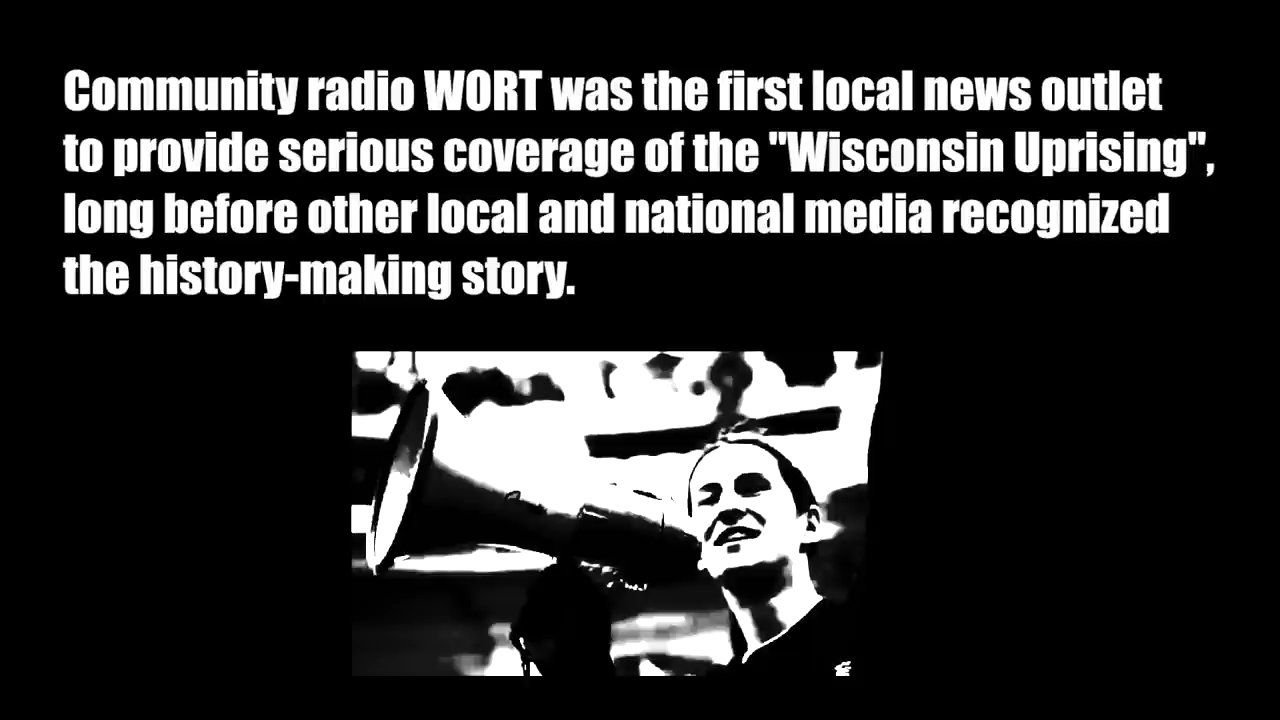 Community radio WORT was the first local news outlet
to provide serious coverage of the "Wisconsin Uprising",
long before other local and national media recognized
the history-making story.